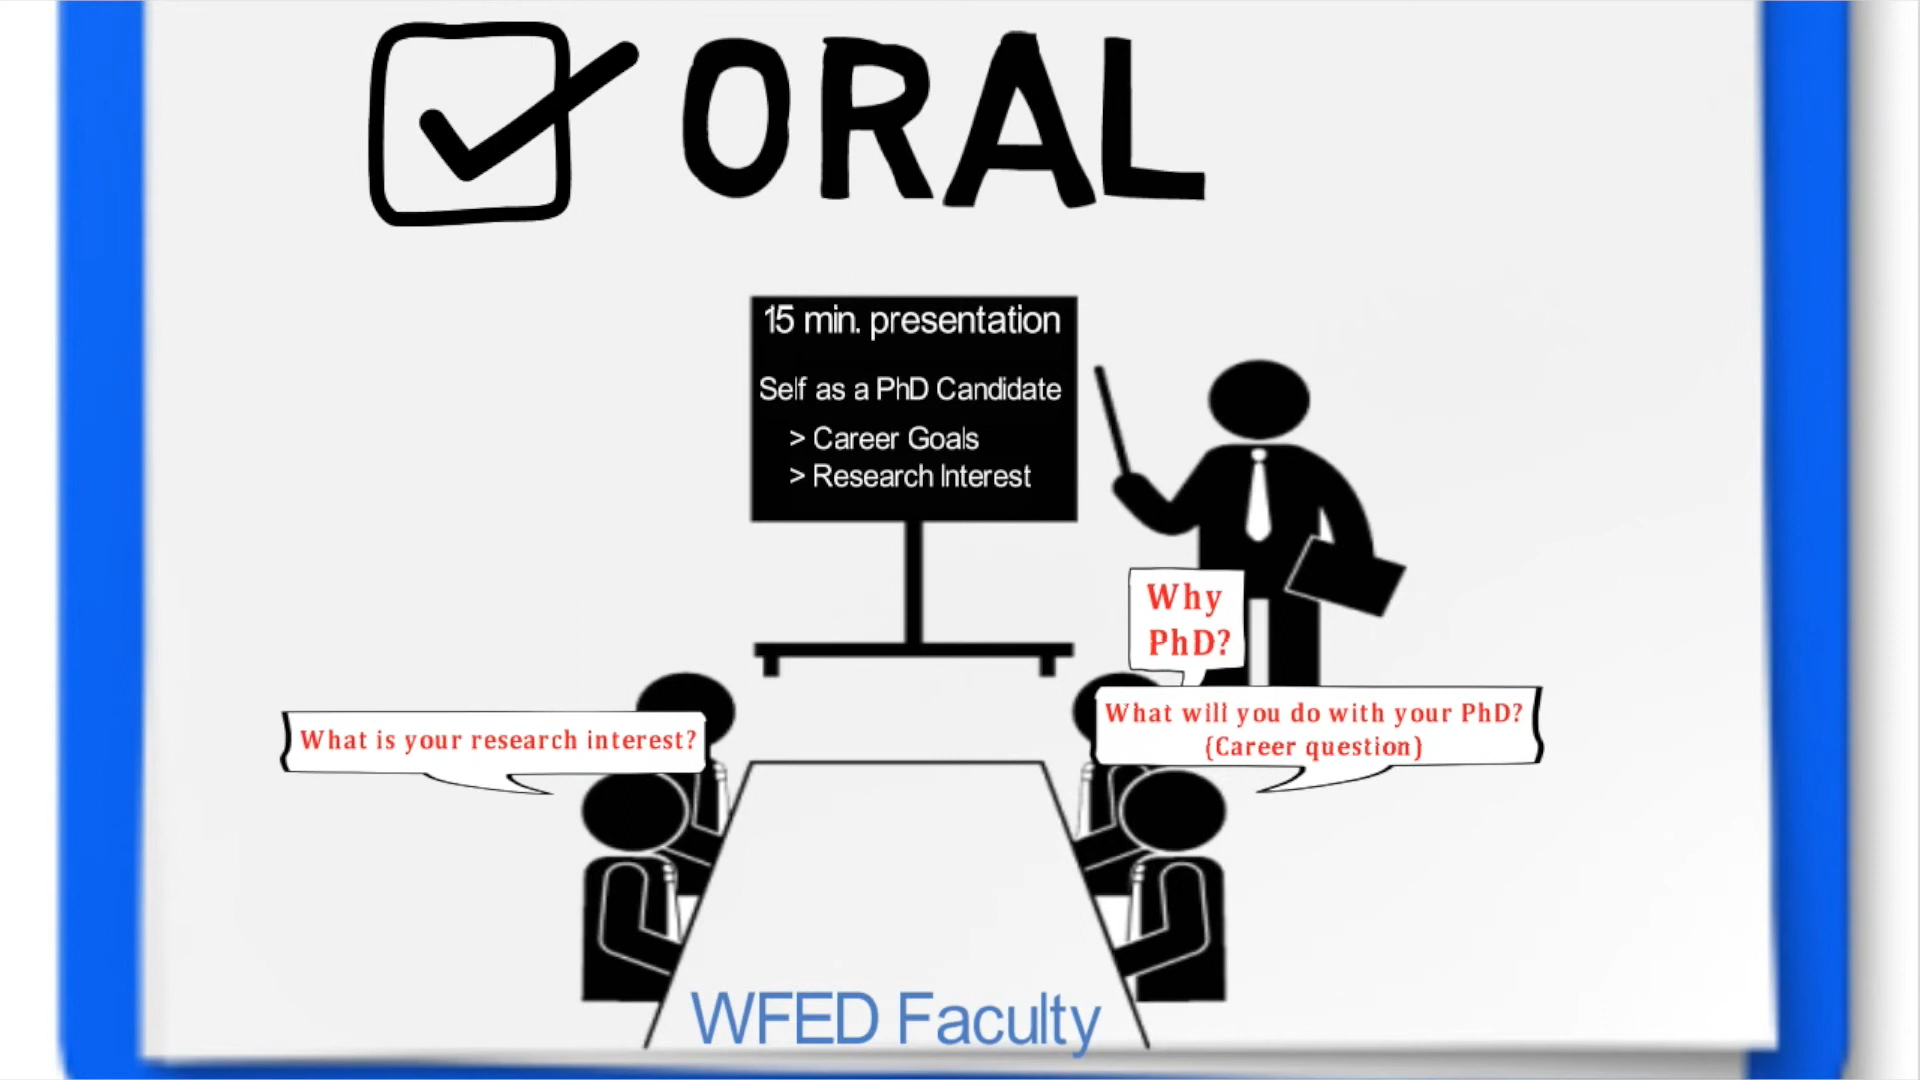 ORAL
15 min. presentation
Self as a PhD Candidate
> Career Goals
> Research Interest
Why
PhD?
What is your research interest?
What will you do with your PhD?
(Career question)
WFED Faculty